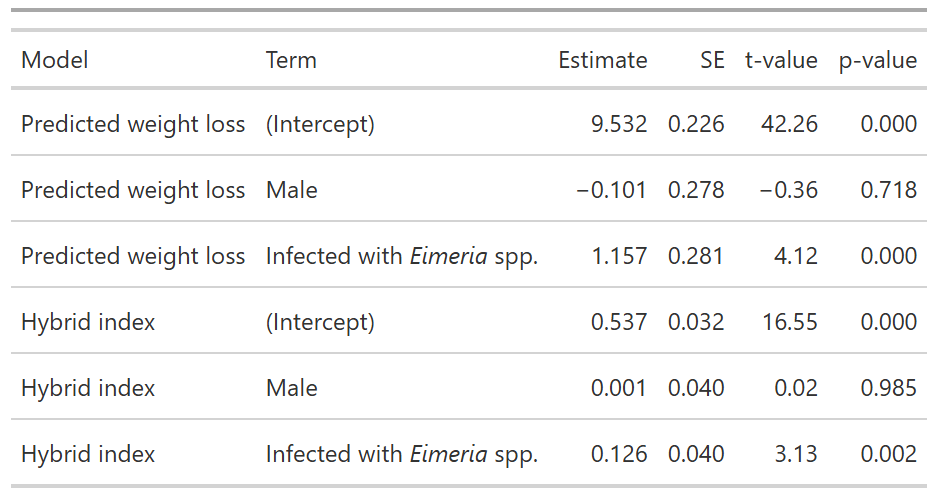 Model Term Estimate SE t-value p-value
Predicted weight loss (Intercept) 9.532 0.226 42.26 0.000
Predicted weight loss Male −0.101 0.278 −0.36 0.718
Predicted weight loss Infected with Eimeria spp. 1.157 0.281 4.12 0.000
Hybrid index (Intercept) 0.537 0.032 16.55 0.000
Hybrid index Male 0.001 0.040 0.02 0.985
Hybrid index Infected with Eimeria spp. 0.126 0.040 3.13 0.002